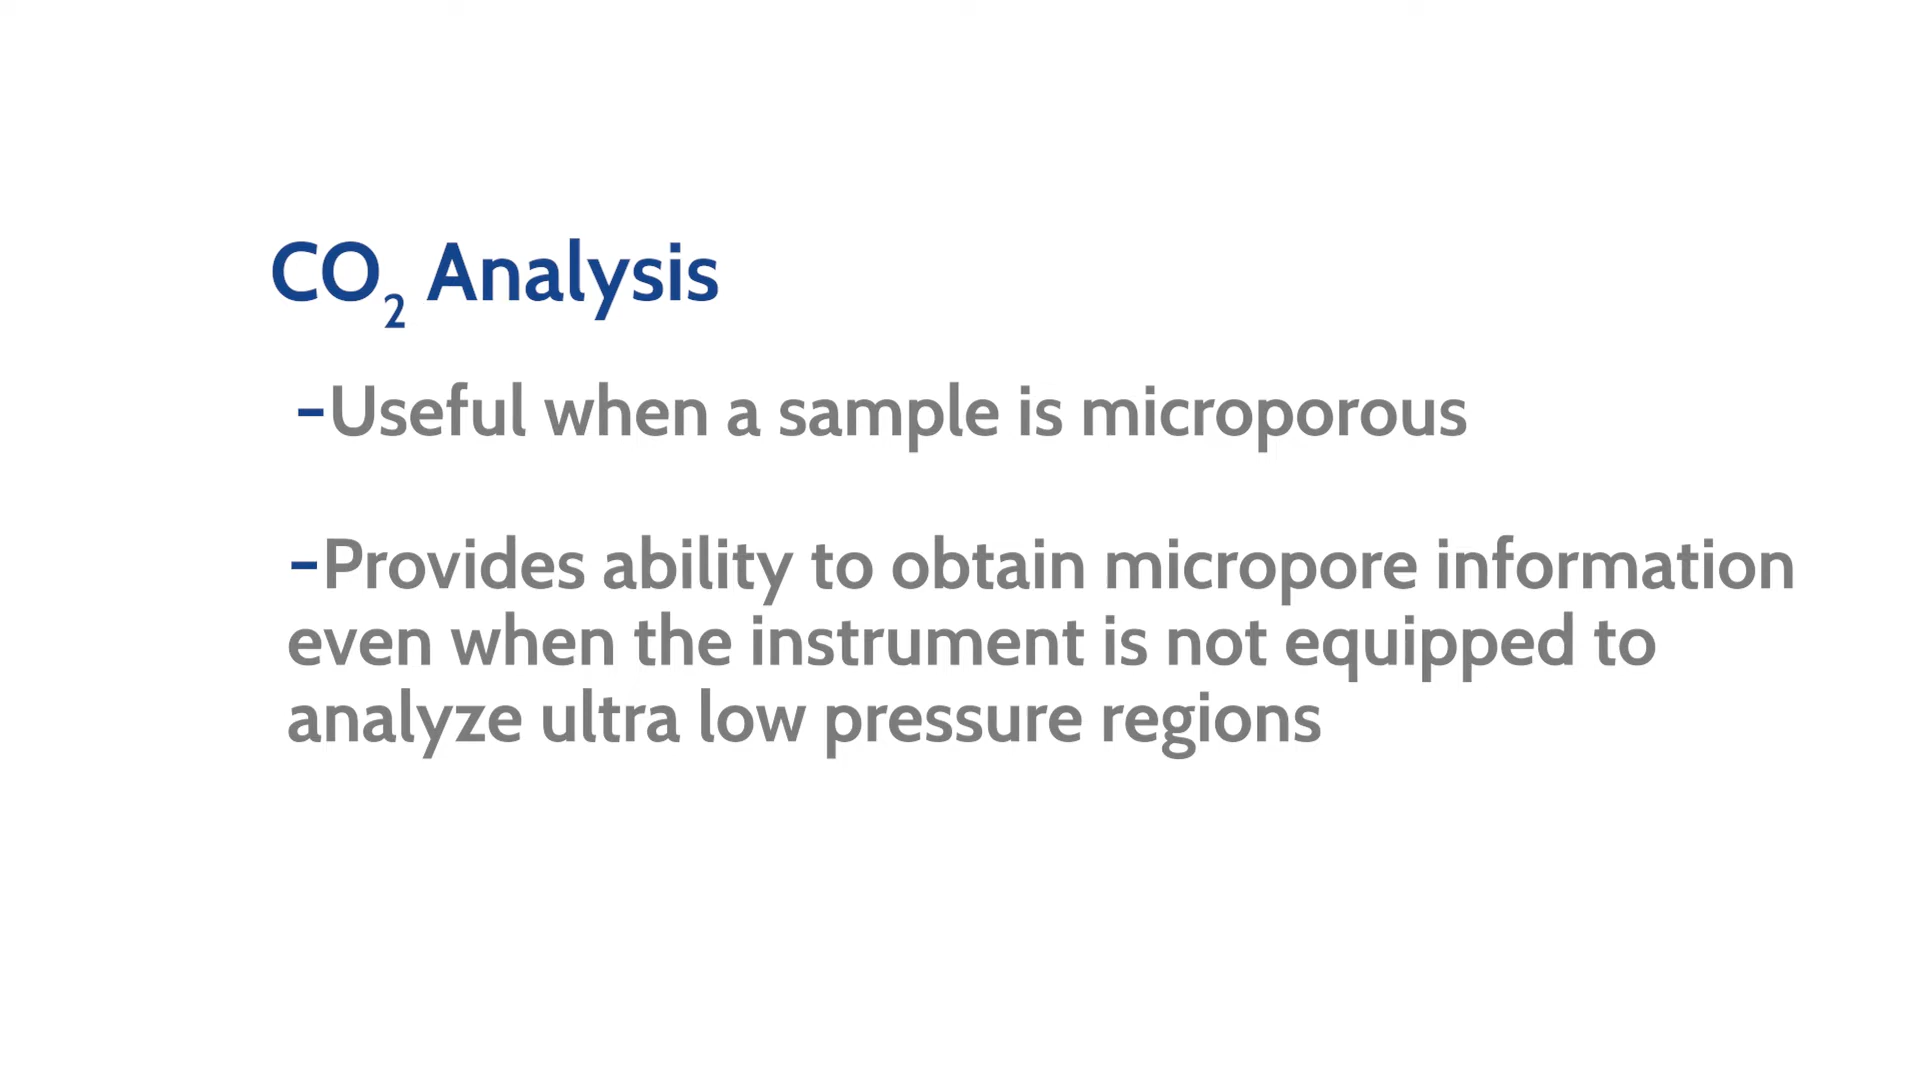 CO₂ Analysis
-Useful when a sample is microporous
-Provides ability to obtain micropore information
even when the instrument is not equipped to
analyze ultra low pressure regions